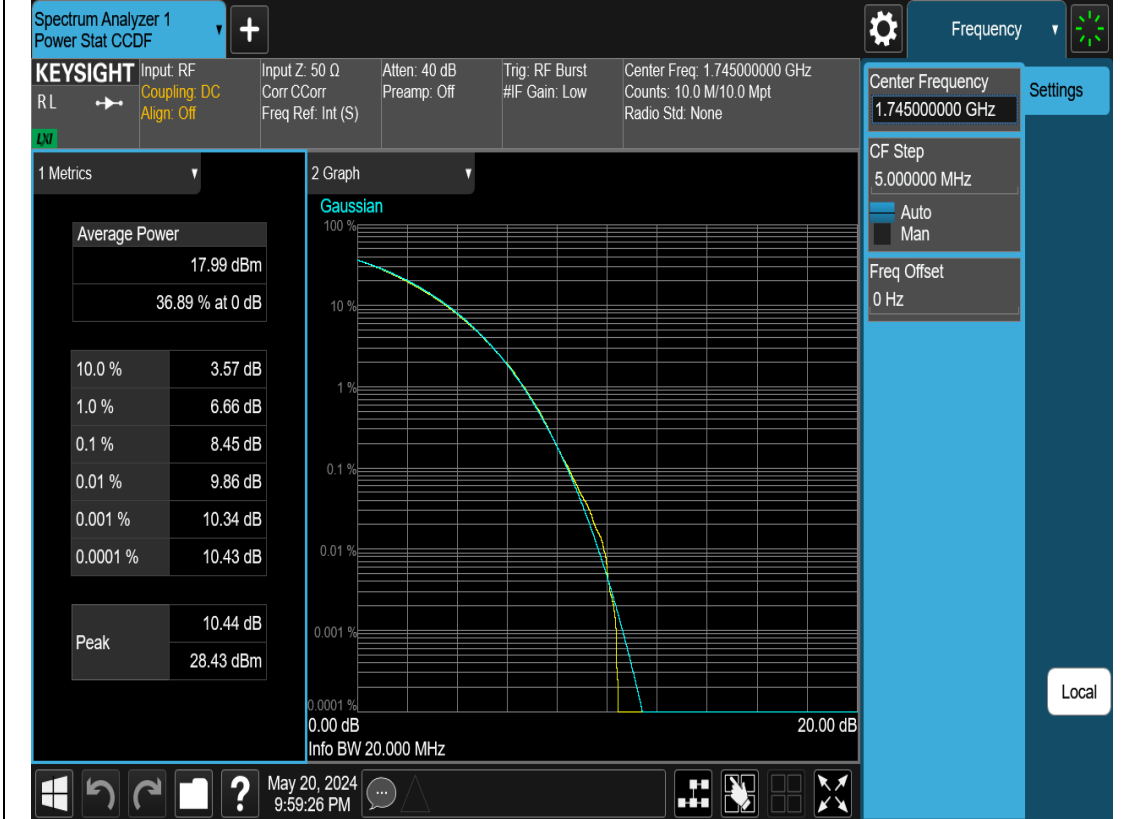 Spectrum Analyzer 1
Power Stat CCDF
Frequency
KEYSIGHT
RL
LXI
Input: RF
Coupling: DC
Align: Off
Input Z: 50 Ω
Corr CCorr
Freq Ref: Int (S)
Atten: 40 dB
Preamp: Off
Trig: RF Burst
#IF Gain: Low
Center Freq: 1.745000000 GHz
Counts: 10.0 M/10.0 Mpt
Radio Std: None
Center Frequency
1.745000000 GHz
Settings
CF Step
5.000000 MHz
Auto
Man
Freq Offset
0 Hz
1 Metrics
Average Power
17.99 dBm
36.89 % at 0 dB
10.0 % 3.57 dB
1.0 % 6.66 dB
0.1 % 8.45 dB
0.01 % 9.86 dB
0.001 % 10.34 dB
0.0001 % 10.43 dB
Peak
10.44 dB
28.43 dBm
2 Graph
Gaussian
100 %
10 %
1 %
0.1 %
0.01 %
0.001 %
0.0001 %
0.00 dB 20.00 dB
Info BW 20.000 MHz
Local
?
May 20, 2024
9:59:26 PM